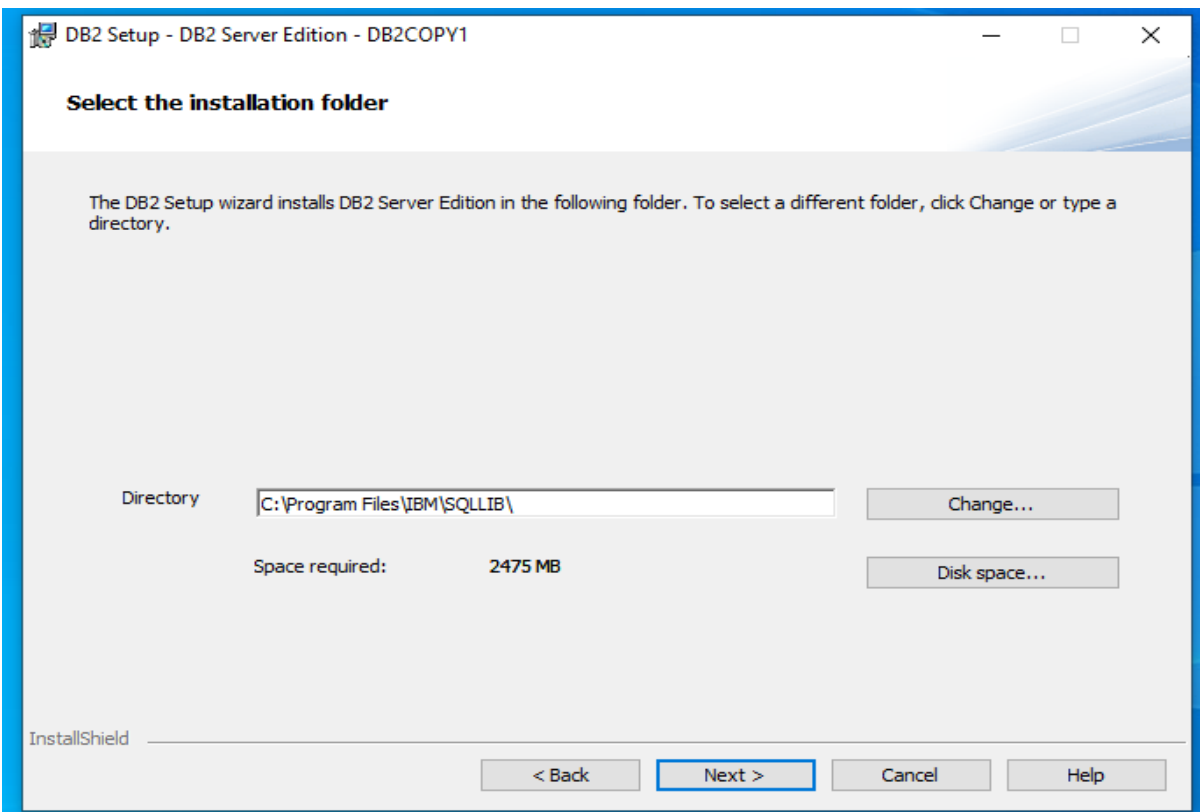 DB2 Setup - DB2 Server Edition - DB2COPY1
Select the installation folder
The DB2 Setup wizard installs DB2 Server Edition in the following folder. To select a different folder, click Change or type a
directory.
Directory
C:\Program Files\IBM\SQLLIB\
Change...
Space required:
2475 MB
Disk space...
InstallShield
< Back
Next >
Cancel
Help